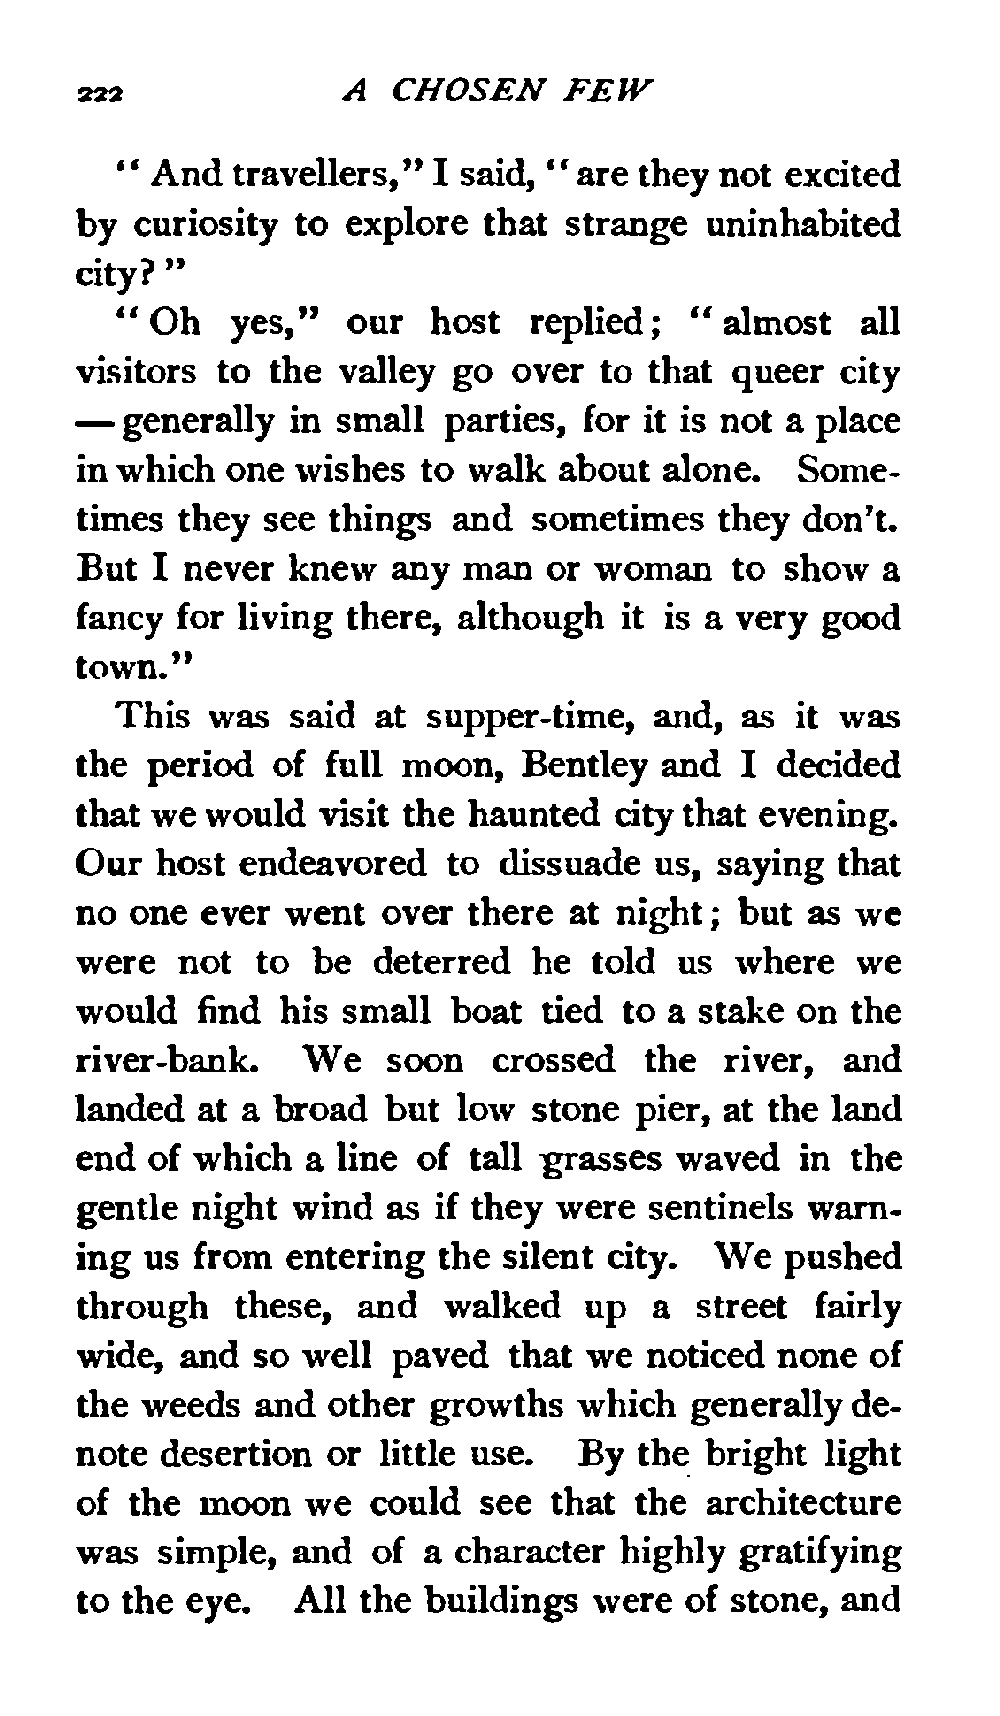 222 A CHOSEN FEW
“And travellers,” I said, “are they not excited
by curiosity to explore that strange uninhabited
city?”
“Oh yes,” our host replied; “almost all
visitors to the valley go over to that queer city
—generally in small parties, for it is not a place
in which one wishes to walk about alone. Some-
times they see things and sometimes they don’t.
But I never knew any man or woman to show a
fancy for living there, although it is a very good
town.”
This was said at supper-time, and, as it was
the period of full moon, Bentley and I decided
that we would visit the haunted city that evening.
Our host endeavored to dissuade us, saying that
no one ever went over there at night; but as we
were not to be deterred he told us where we
would find his small boat tied to a stake on the
river-bank. We soon crossed the river, and
landed at a broad but low stone pier, at the land
end of which a line of tall grasses waved in the
gentle night wind as if they were sentinels warn-
ing us from entering the silent city. We pushed
through these, and walked up a street fairly
wide, and so well paved that we noticed none of
the weeds and other growths which generally de-
note desertion or little use. By the bright light
of the moon we could see that the architecture
was simple, and of a character highly gratifying
to the eye. All the buildings were of stone, and